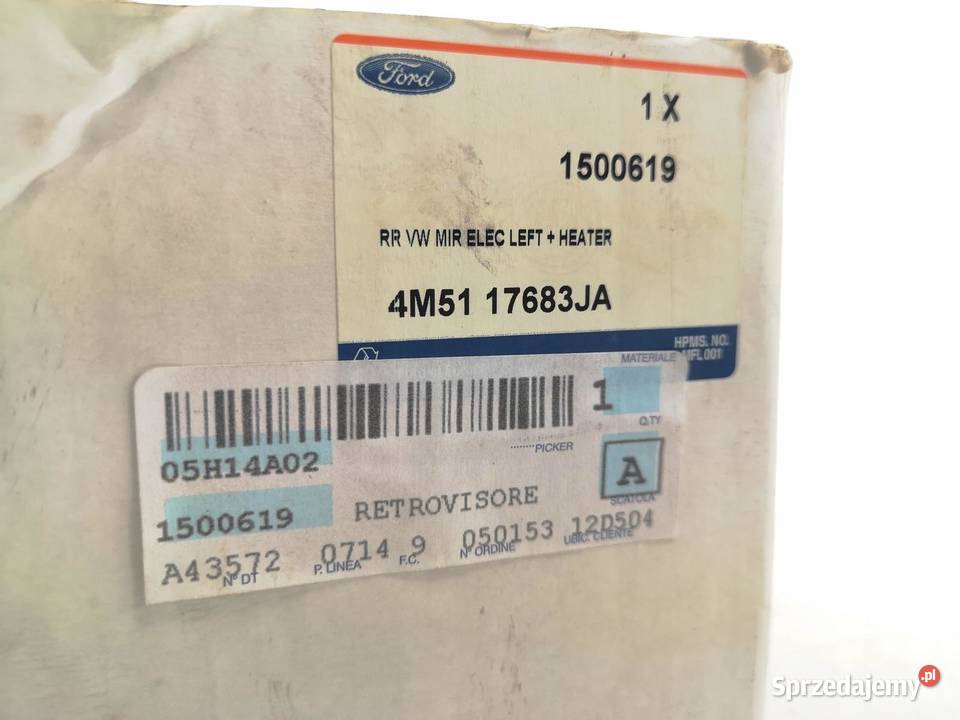 Ford
1 X
1500619
RR VW MIR ELEC LEFT + HEATER
4M51 17683JA
HPMS. NO.
MFL001
MATERIALE
1
Q.TY
PICKER
05H14A02
A
SCATOLA
1500619
RETROVISORE
A43572 0714 9 050153 12D504
N° DT P. LINEA F.C. N° ORDINE UBIC. CLIENTE
Sprzedajemy.pl